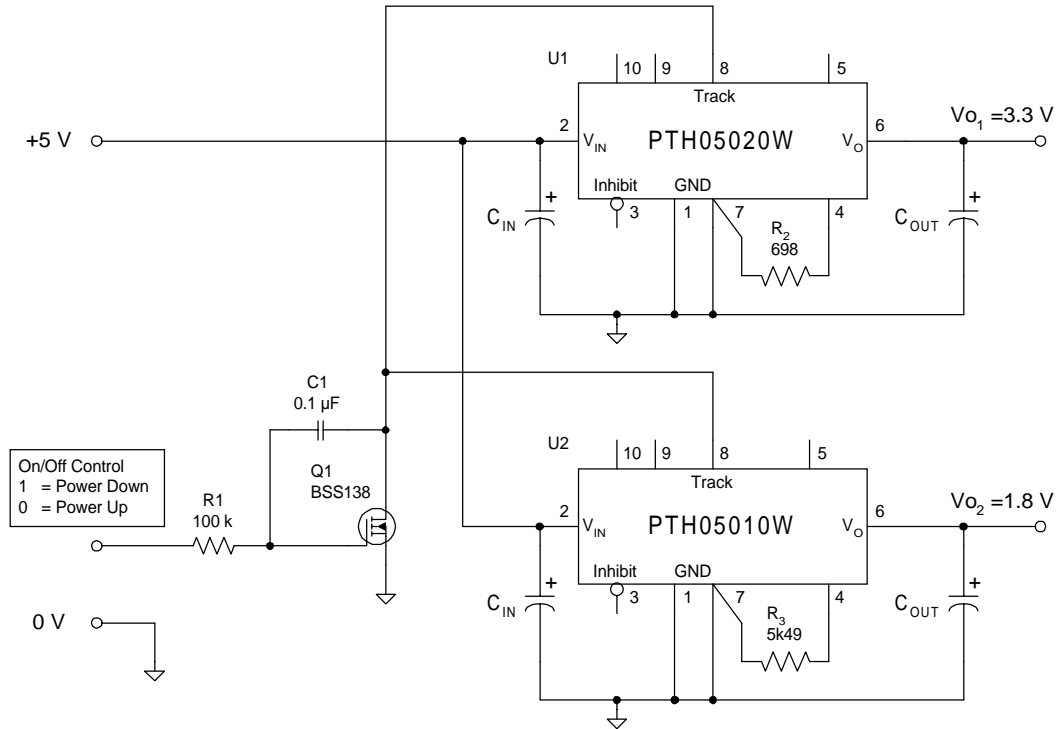 U1
10
9
8
5
Track
+5 V
2
V_IN
PTH05020W
V_O
6
Vo_1 =3.3 V
Inhibit
GND
3
1
7
4
C_IN
+
R_2
698
C_OUT
+
C1
0.1 µF
U2
10
9
8
5
Track
On/Off Control
1 = Power Down
0 = Power Up
Q1
BSS138
R1
100 k
2
V_IN
PTH05010W
V_O
6
Vo_2 =1.8 V
Inhibit
GND
3
1
7
4
0 V
C_IN
+
R_3
5k49
C_OUT
+